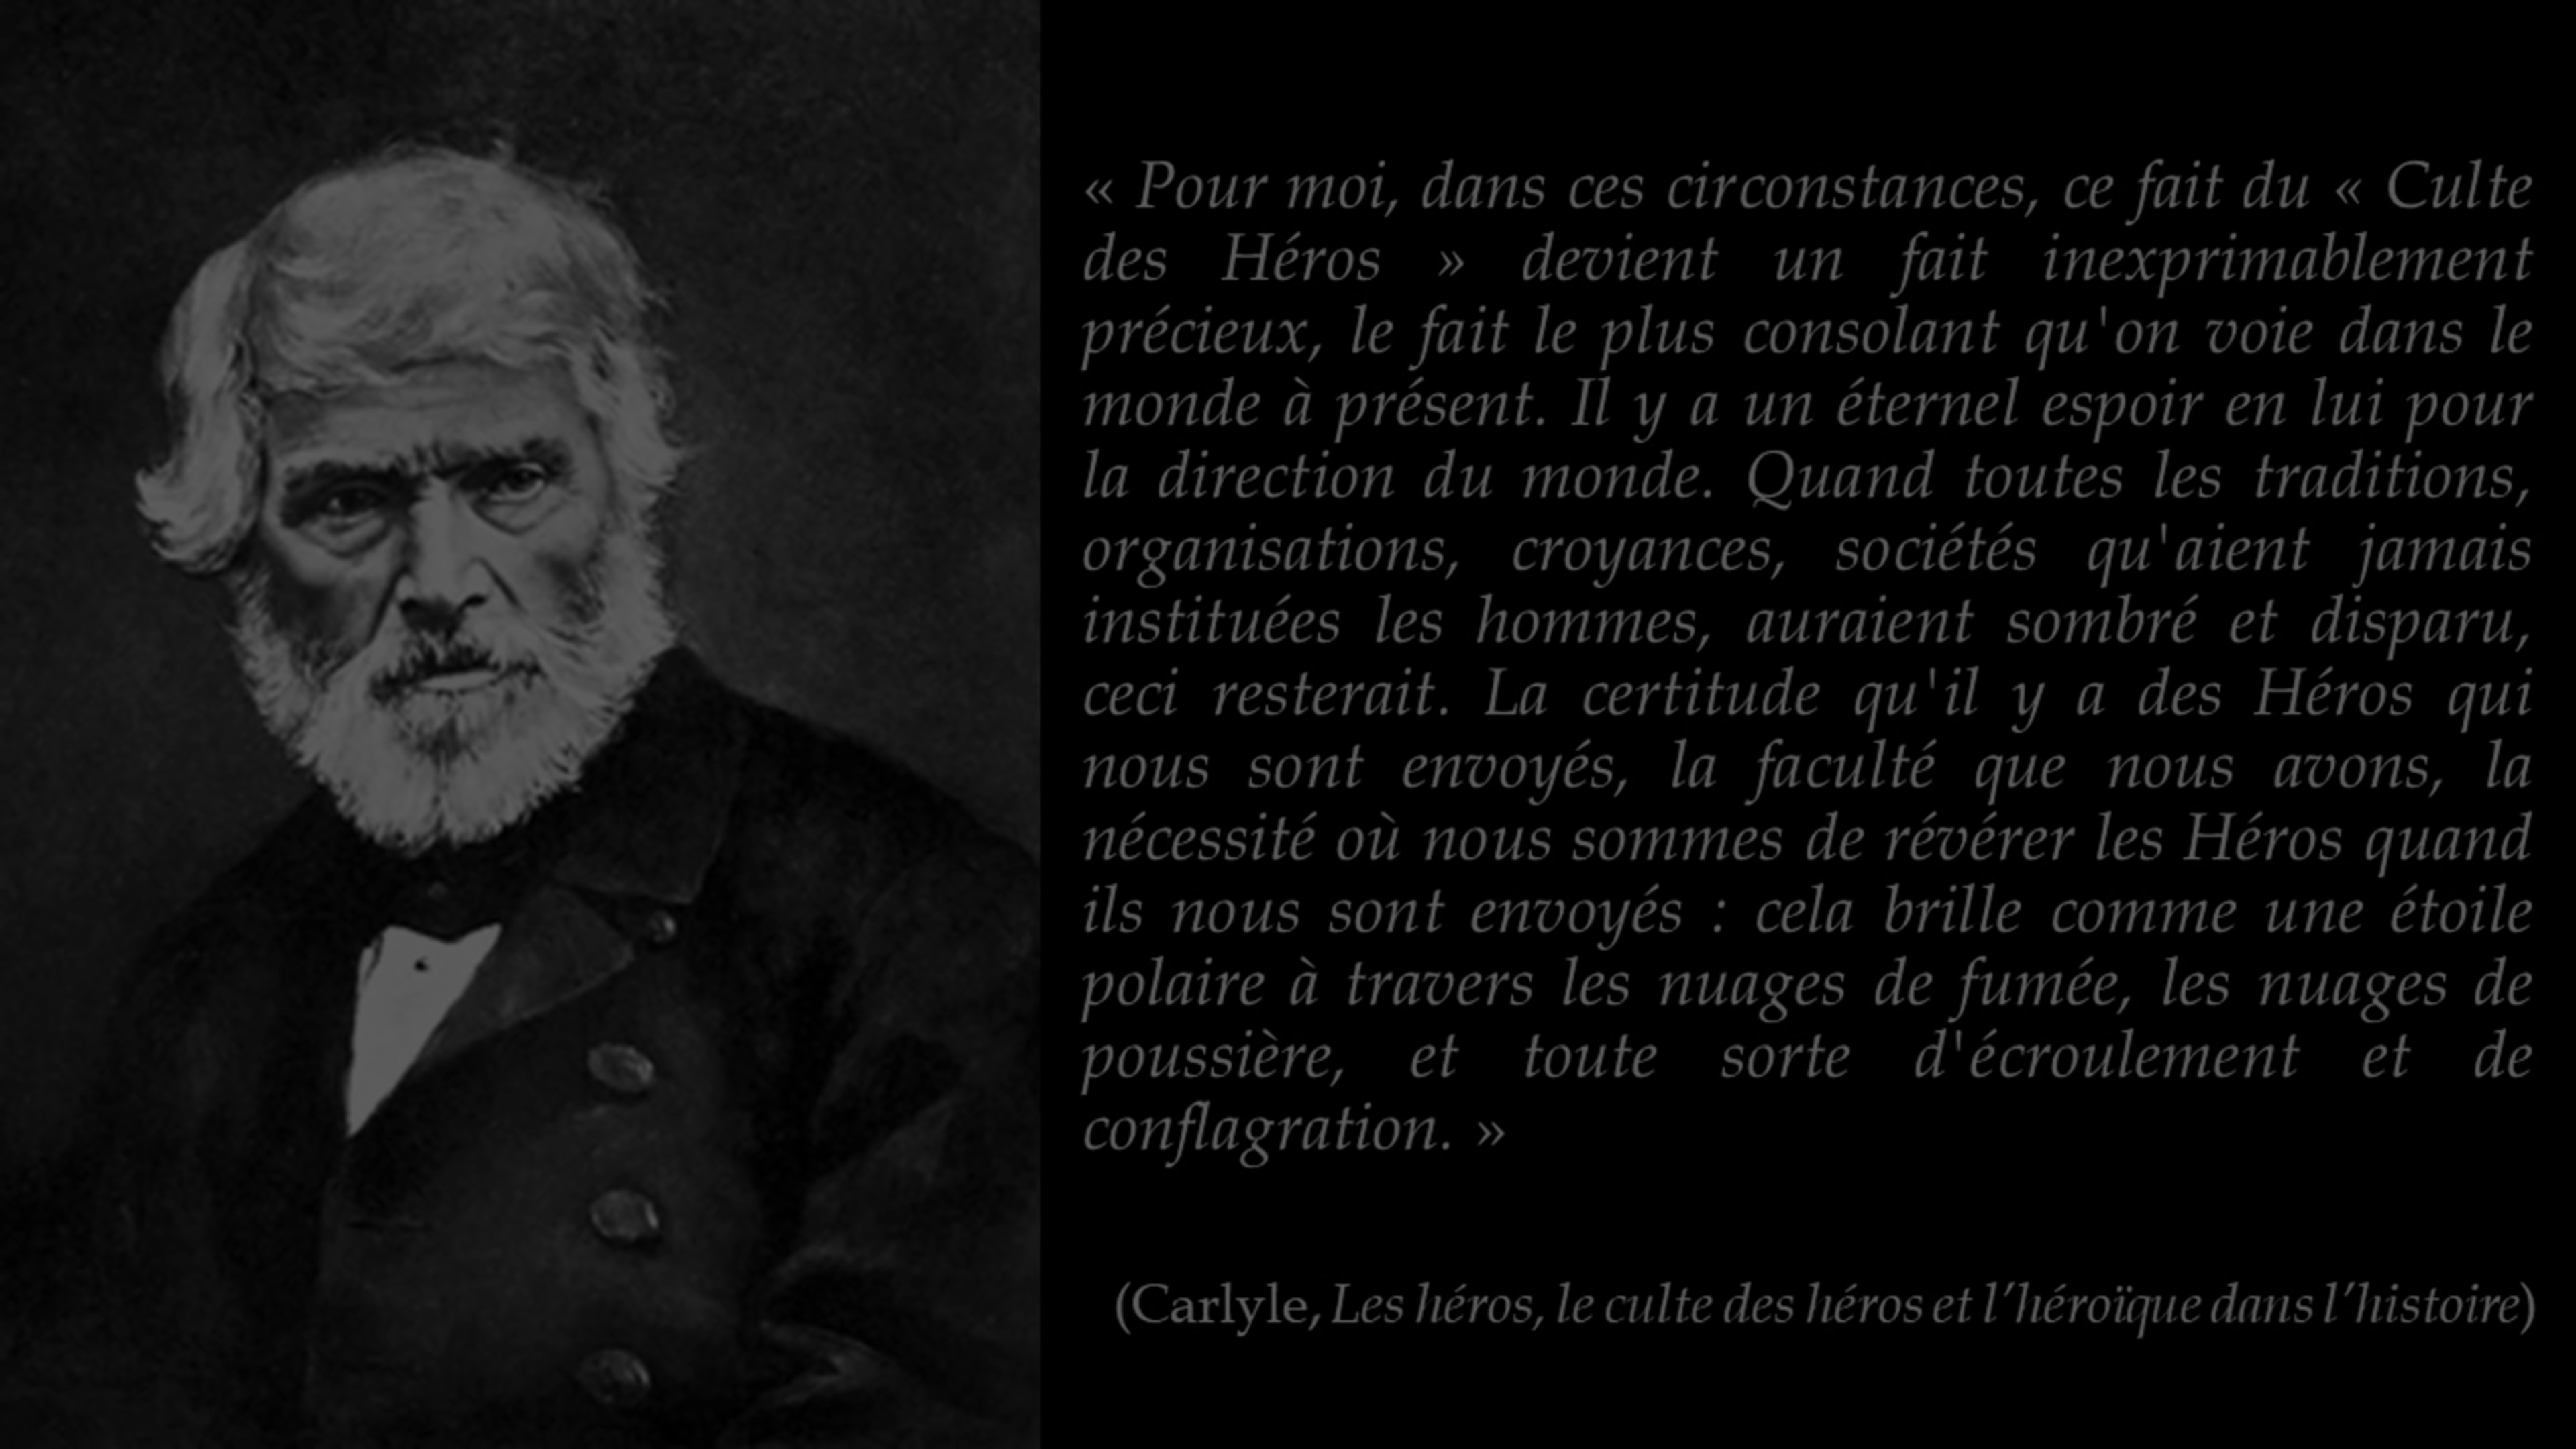 « Pour moi, dans ces circonstances, ce fait du « Culte
des Héros » devient un fait inexprimablement
précieux, le fait le plus consolant qu'on voie dans le
monde à présent. Il y a un éternel espoir en lui pour
la direction du monde. Quand toutes les traditions,
organisations, croyances, sociétés qu'aient jamais
instituées les hommes, auraient sombré et disparu,
ceci resterait. La certitude qu'il y a des Héros qui
nous sont envoyés, la faculté que nous avons, la
nécessité où nous sommes de révérer les Héros quand
ils nous sont envoyés : cela brille comme une étoile
polaire à travers les nuages de fumée, les nuages de
poussière, et toute sorte d'écroulement et de
conflagration. »
(Carlyle, Les héros, le culte des héros et l’héroïque dans l’histoire)